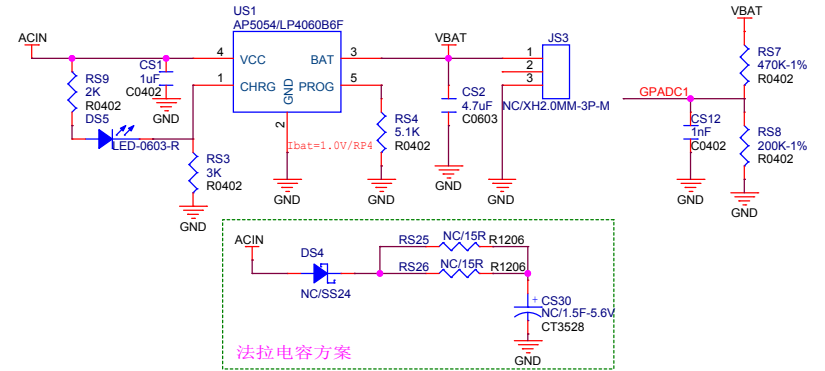 US1
AP5054/LP4060B6F
ACIN
4
VCC
BAT
3
VBAT
JS3
1
2
3
NC/XH2.0MM-3P-M
CS1
1uF
C0402
GND
1
CHRG
GND
PROG
5
2
RS9
2K
R0402
DS5
LED-0603-R
RS3
3K
R0402
GND
GND
Ibat=1.0V/RP4
RS4
5.1K
R0402
GND
CS2
4.7uF
C0603
GND
GND
VBAT
RS7
470K-1%
R0402
GPADC1
CS12
1nF
C0402
GND
RS8
200K-1%
R0402
GND
ACIN
DS4
NC/SS24
RS25
NC/15R
R1206
RS26
NC/15R
R1206
+
CS30
NC/1.5F-5.6V
CT3528
GND
法拉电容方案